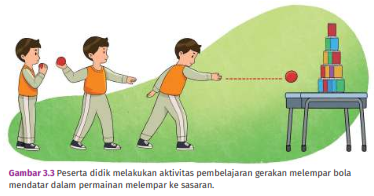 Gambar 3.3 Peserta didik melakukan aktivitas pembelajaran gerakan melempar bola
mendatar dalam permainan melempar ke sasaran.